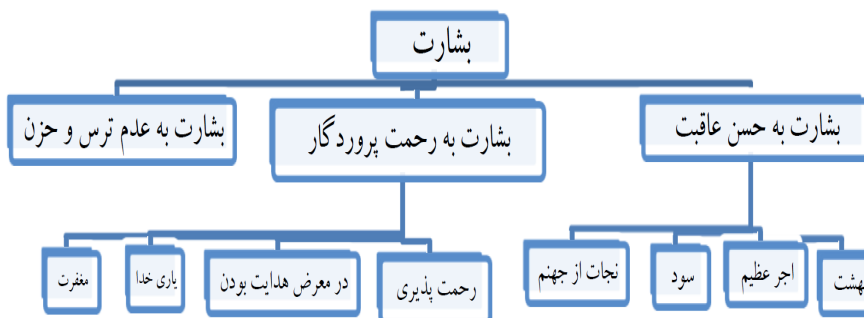 بشارت
بشارت به حسن عاقبت
بشارت به رحمت پروردگار
بشارت به عدم ترس و حزن
بهشت
اجر عظیم
سود
نجات از جهنم
رحمت پذیری
در معرض هدایت بودن
یاری خدا
مغفرت